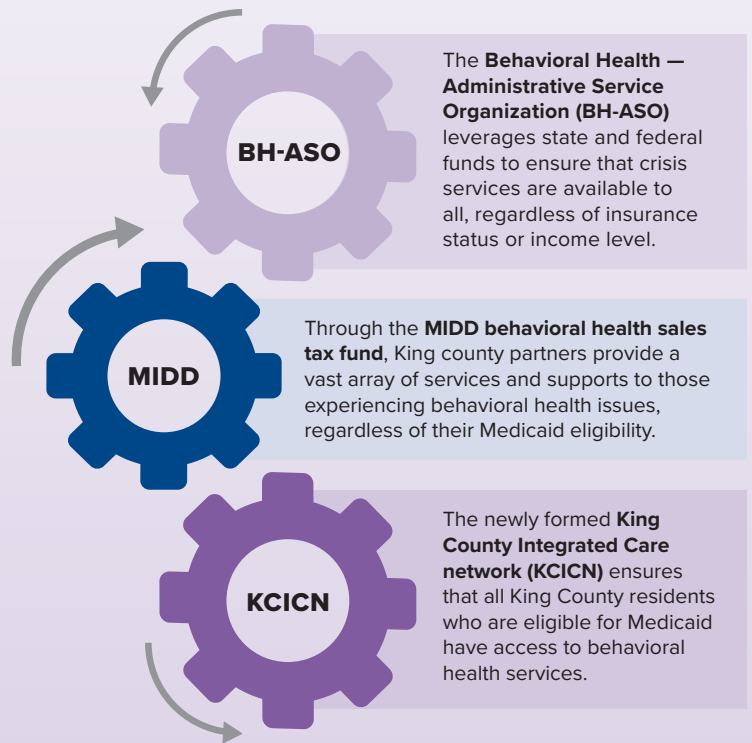 BH-ASO
The Behavioral Health —
Administrative Service
Organization (BH-ASO)
leverages state and federal
funds to ensure that crisis
services are available to
all, regardless of insurance
status or income level.
MIDD
Through the MIDD behavioral health sales
tax fund, King county partners provide a
vast array of services and supports to those
experiencing behavioral health issues,
regardless of their Medicaid eligibility.
KCICN
The newly formed King
County Integrated Care
network (KCICN) ensures
that all King County residents
who are eligible for Medicaid
have access to behavioral
health services.